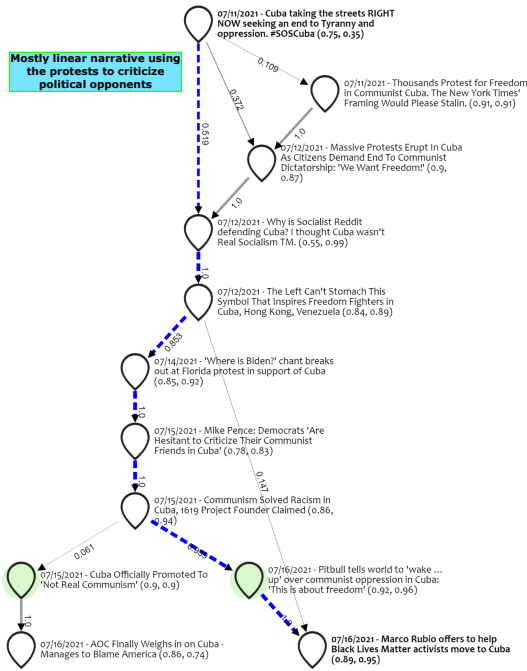 07/11/2021 - Cuba taking the streets RIGHT
NOW seeking an end to Tyranny and
oppression. #SOSCuba (0.75, 0.35)
Mostly linear narrative using
the protests to criticize
political opponents
0.109
07/11/2021 - Thousands Protest for Freedom
in Communist Cuba. The New York Times'
Framing Would Please Stalin. (0.91, 0.91)
0.372
0.519
1.0
07/12/2021 - Massive Protests Erupt In Cuba
As Citizens Demand End To Communist
Dictatorship: 'We Want Freedom!' (0.9,
0.87)
1.0
07/12/2021 - Why is Socialist Reddit
defending Cuba? I thought Cuba wasn't
Real Socialism TM. (0.55, 0.99)
1.0
07/12/2021 - The Left Can't Stomach This
Symbol That Inspires Freedom Fighters in
Cuba, Hong Kong, Venezuela (0.84, 0.89)
0.853
07/14/2021 - 'Where is Biden?' chant breaks
out at Florida protest in support of Cuba
(0.85, 0.92)
1.0
07/15/2021 - Mike Pence: Democrats 'Are
Hesitant to Criticize Their Communist
Friends in Cuba' (0.78, 0.83)
1.0
0.147
07/15/2021 - Communism Solved Racism in
Cuba, 1619 Project Founder Claimed (0.86,
0.94)
0.061
07/15/2021 - Cuba Officially Promoted To
'Not Real Communism' (0.9, 0.9)
07/16/2021 - Pitbull tells world to 'wake ...
up' over communist oppression in Cuba:
'This is about freedom' (0.92, 0.96)
1.0
1.0
07/16/2021 - AOC Finally Weighs in on Cuba -
Manages to Blame America (0.86, 0.74)
07/16/2021 - Marco Rubio offers to help
Black Lives Matter activists move to Cuba
(0.89, 0.95)